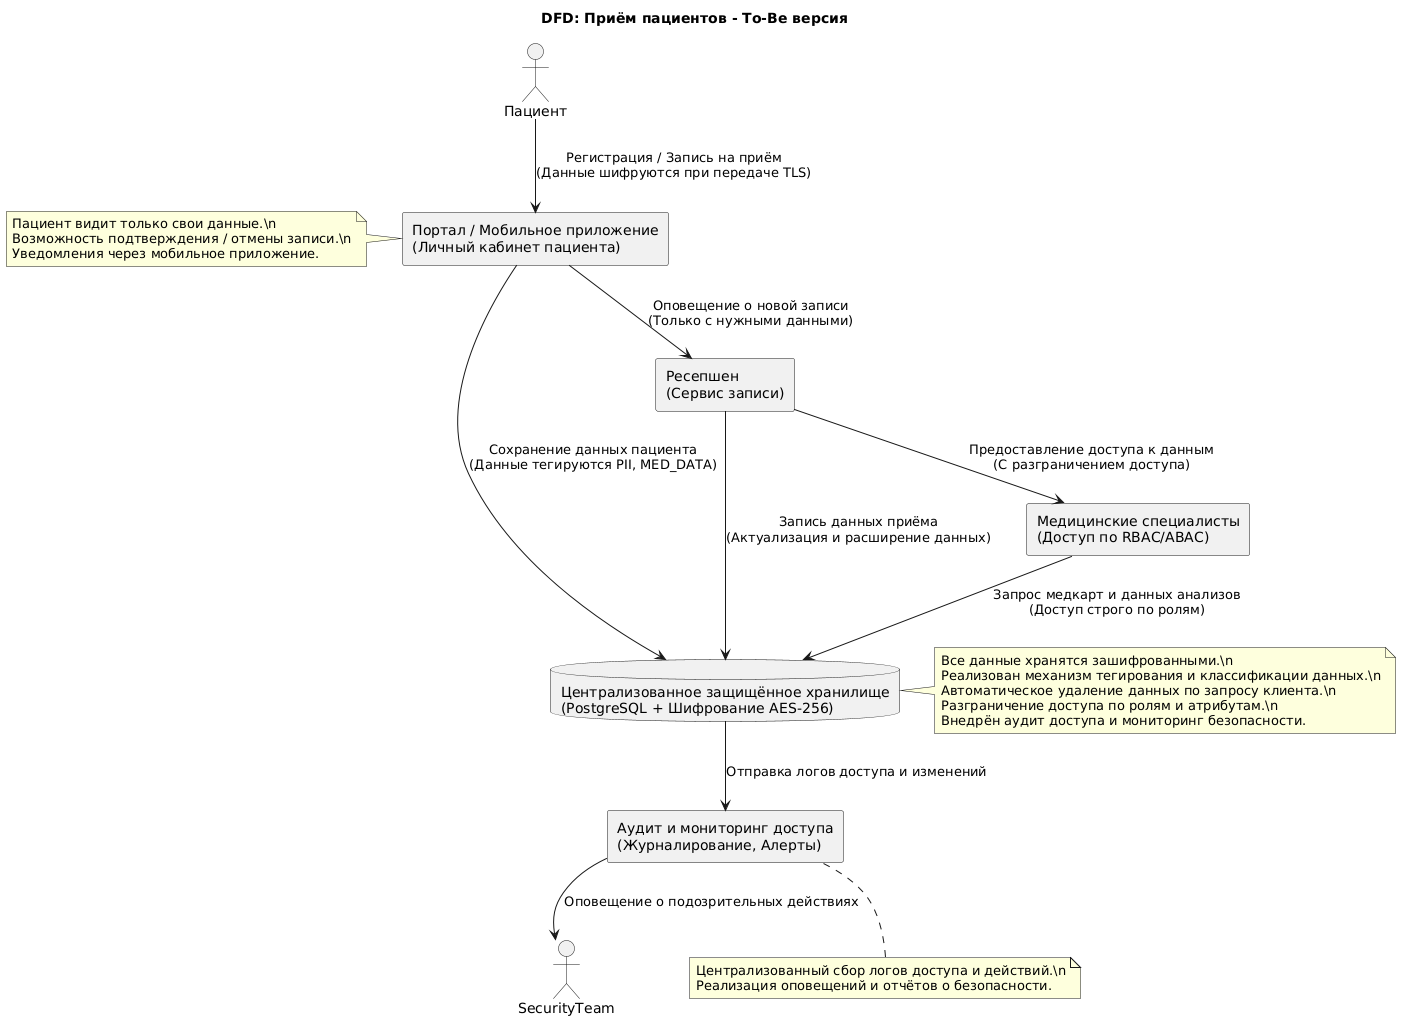 DFD: Приём пациентов - To-Be версия
Пациент
Регистрация / Запись на приём
(Данные шифруются при передаче TLS)
Пациент видит только свои данные.\n
Возможность подтверждения / отмены записи.\n
Уведомления через мобильное приложение.
Портал / Мобильное приложение
(Личный кабинет пациента)
Оповещение о новой записи
(Только с нужными данными)
Ресепшен
(Сервис записи)
Сохранение данных пациента
(Данные тегируются PII, MED_DATA)
Предоставление доступа к данным
(С разграничением доступа)
Запись данных приёма
(Актуализация и расширение данных)
Медицинские специалисты
(Доступ по RBAC/ABAC)
Запрос медкарт и данных анализов
(Доступ строго по ролям)
Централизованное защищённое хранилище
(PostgreSQL + Шифрование AES-256)
Все данные хранятся зашифрованными.\n
Реализован механизм тегирования и классификации данных.\n
Автоматическое удаление данных по запросу клиента.\n
Разграничение доступа по ролям и атрибутам.\n
Внедрён аудит доступа и мониторинг безопасности.
Отправка логов доступа и изменений
Аудит и мониторинг доступа
(Журналирование, Алерты)
Оповещение о подозрительных действиях
SecurityTeam
Централизованный сбор логов доступа и действий.\n
Реализация оповещений и отчётов о безопасности.